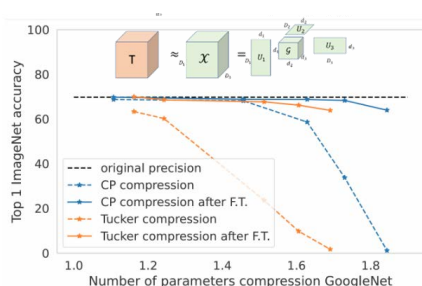 T ≈ 𝒳 = U₁ 𝒢 U₂ U₃
100
80
60
40
20
0
Top 1 ImageNet accuracy
original precision
CP compression
CP compression after F.T.
Tucker compression
Tucker compression after F.T.
1.0 1.2 1.4 1.6 1.8
Number of parameters compression GoogleNet